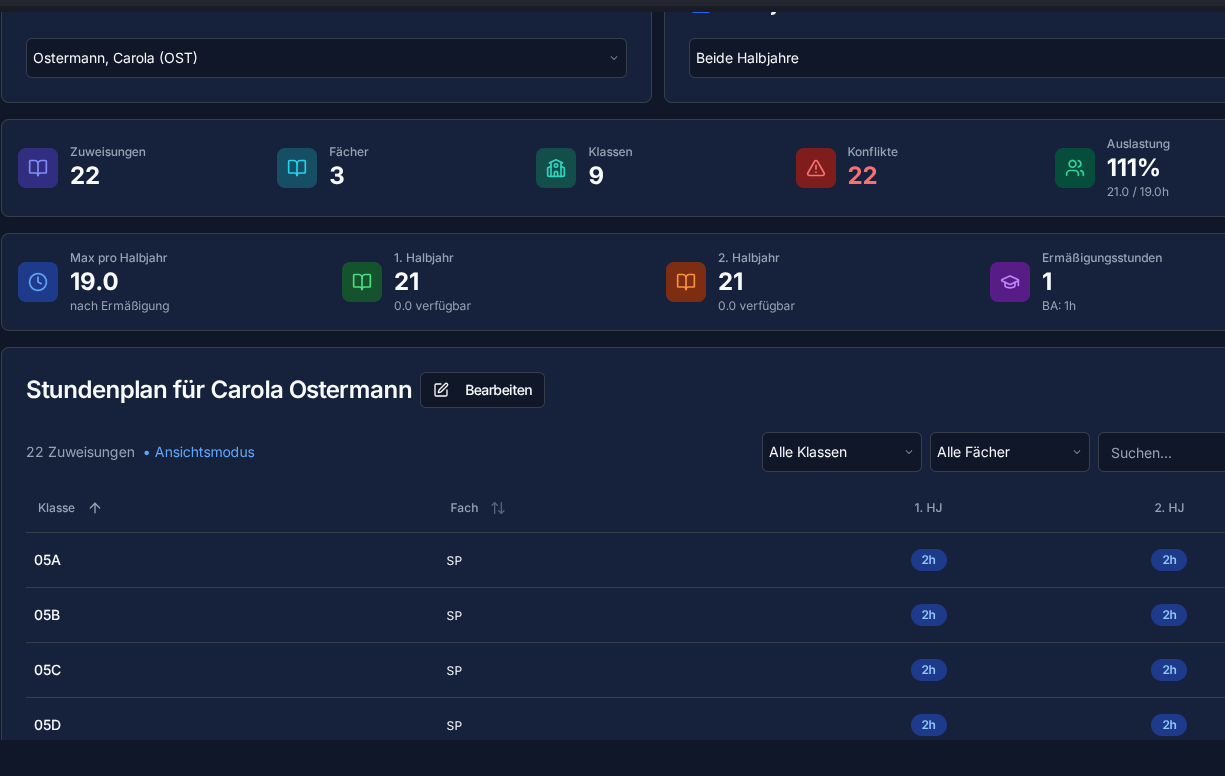 Ostermann, Carola (OST)
Beide Halbjahre
Zuweisungen
22
Fächer
3
Klassen
9
Konflikte
22
Auslastung
111%
21.0 / 19.0h
Max pro Halbjahr
19.0
nach Ermäßigung
1. Halbjahr
21
0.0 verfügbar
2. Halbjahr
21
0.0 verfügbar
Ermäßigungsstunden
1
BA: 1h
Stundenplan für Carola Ostermann
Bearbeiten
22 Zuweisungen • Ansichtsmodus
Alle Klassen
Alle Fächer
Suchen...
Klasse Fach 1. HJ 2. HJ
05A SP 2h 2h
05B SP 2h 2h
05C SP 2h 2h
05D SP 2h 2h